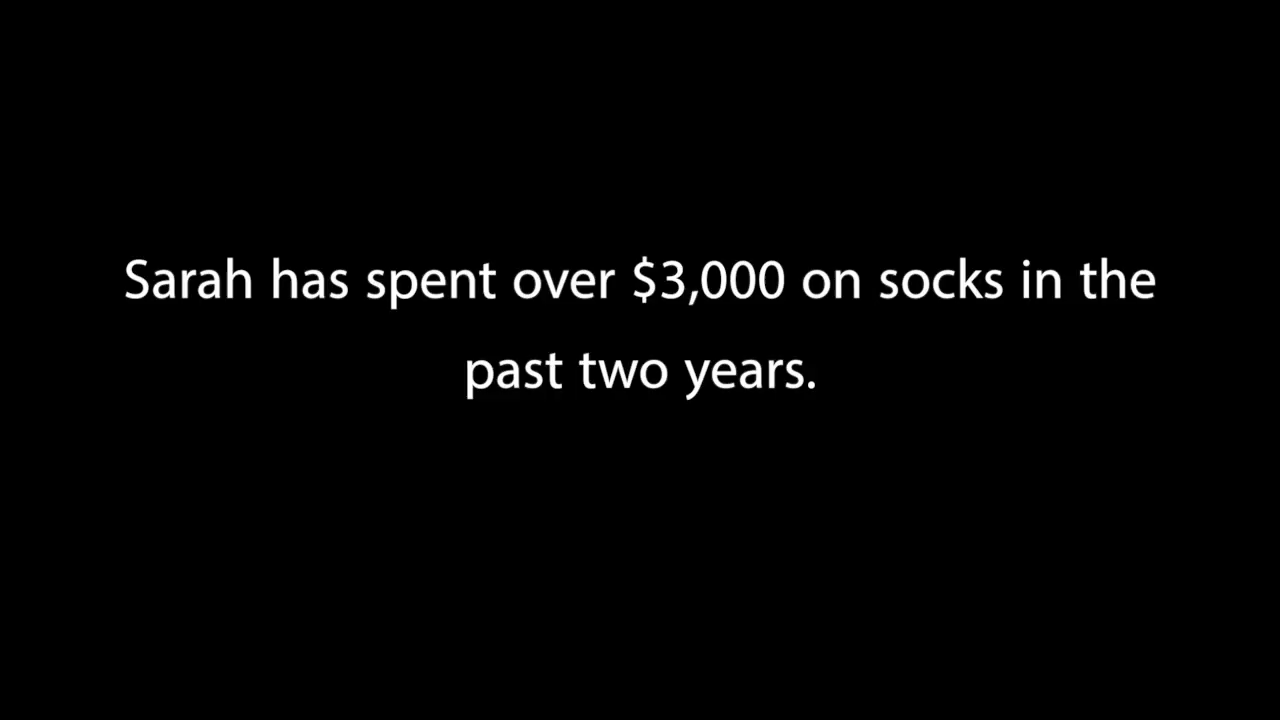 Sarah has spent over $3,000 on socks in the
past two years.